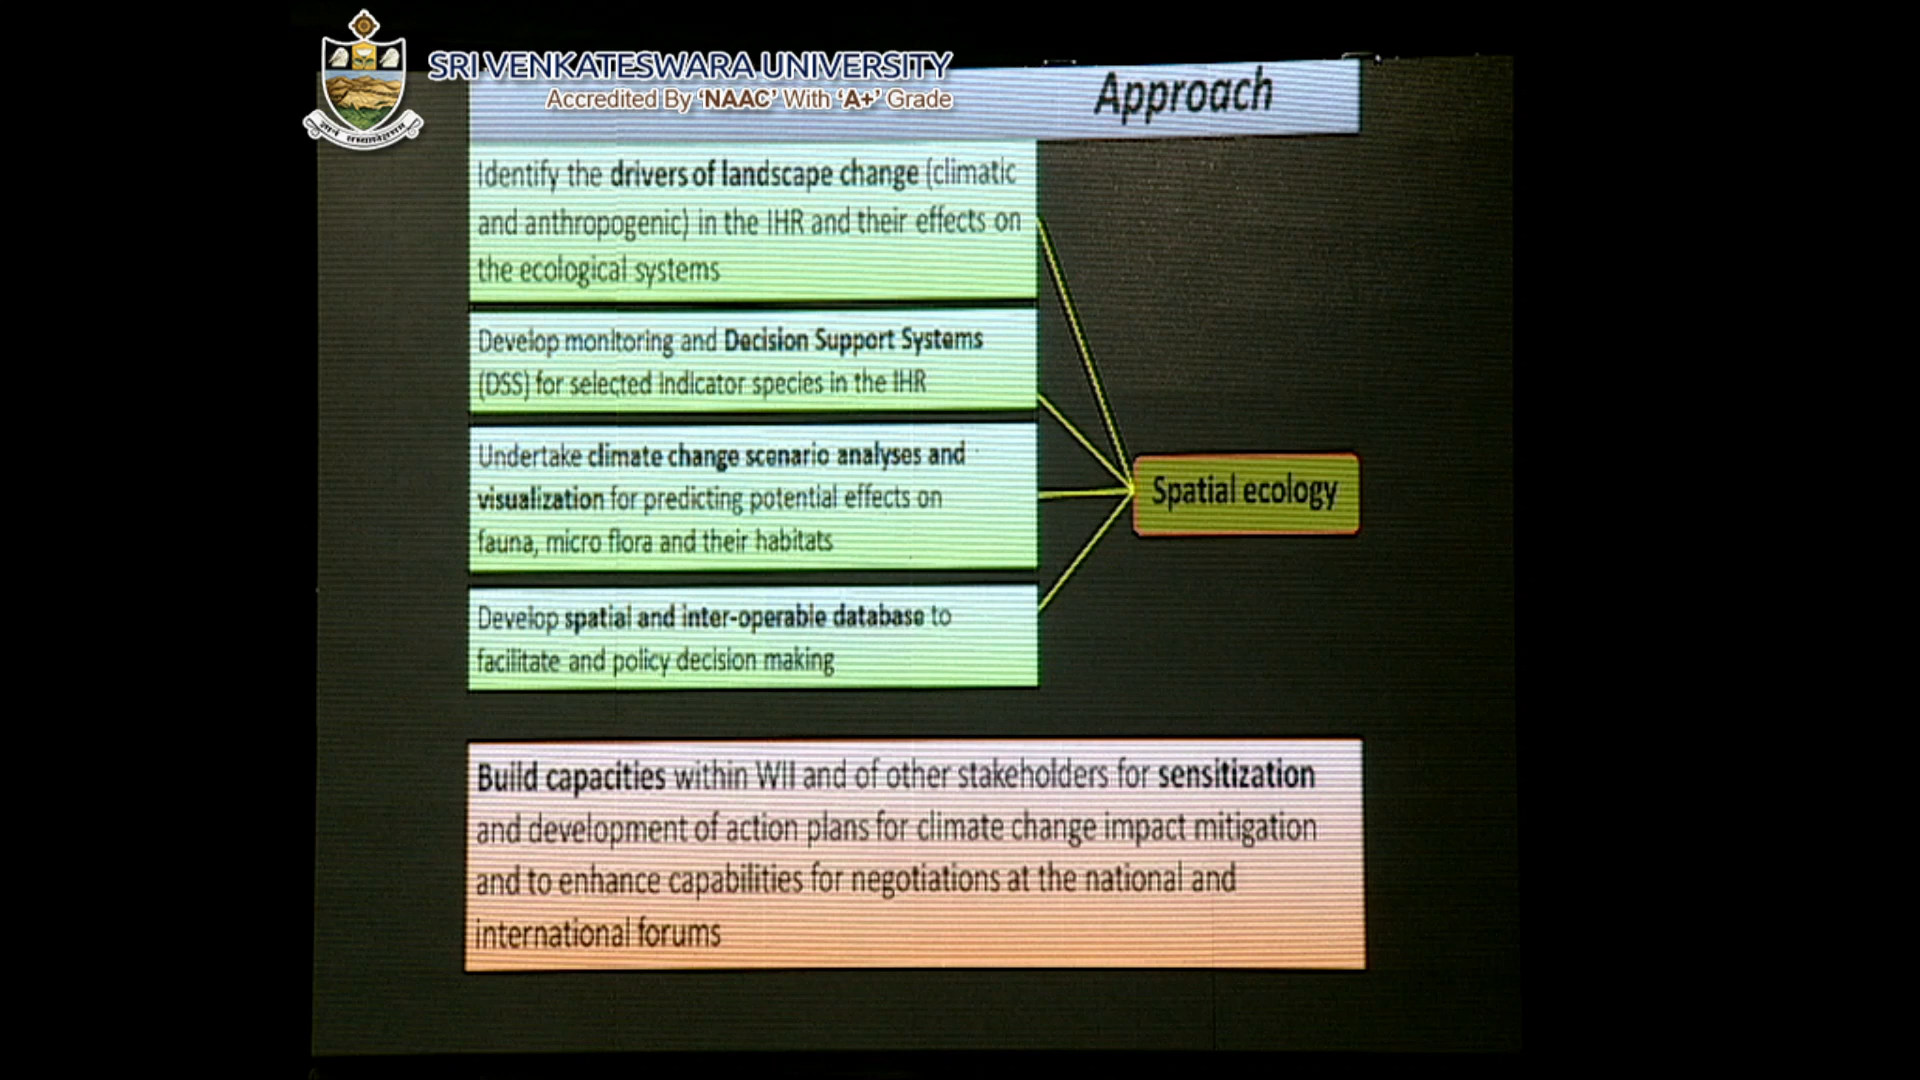 SRI VENKATESWARA UNIVERSITY
Accredited By ‘NAAC’ With ‘A+’ Grade
Approach
Identify the drivers of landscape change (climatic
and anthropogenic) in the IHR and their effects on
the ecological systems
Develop monitoring and Decision Support Systems
(DSS) for selected indicator species in the IHR
Undertake climate change scenario analyses and
visualization for predicting potential effects on
fauna, micro flora and their habitats
Develop spatial and inter-operable database to
facilitate and policy decision making
Spatial ecology
Build capacities within WII and of other stakeholders for sensitization
and development of action plans for climate change impact mitigation
and to enhance capabilities for negotiations at the national and
international forums